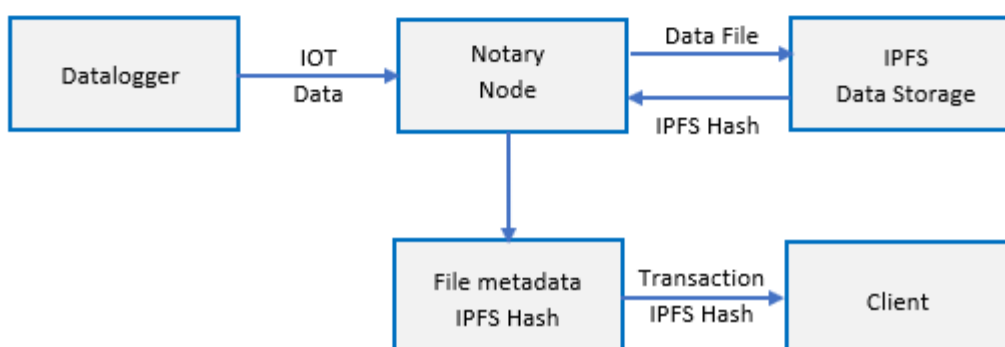 Datalogger
IOT
Data
Notary
Node
Data File
IPFS Hash
IPFS
Data Storage
File metadata
IPFS Hash
Transaction
IPFS Hash
Client